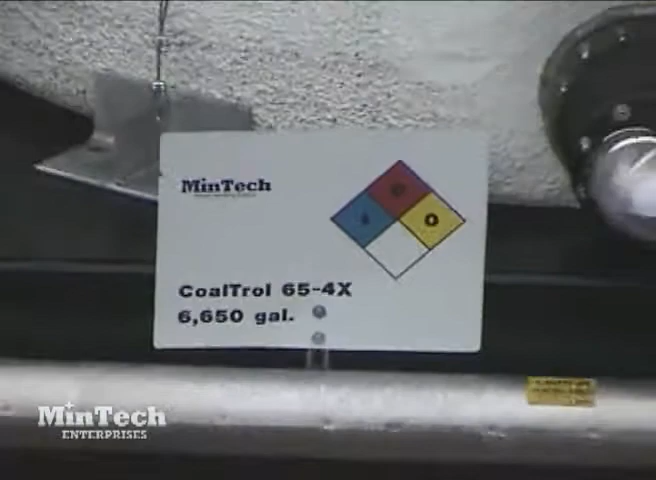 MinTech
0
CoalTrol 65-4X
6,650 gal.
MinTech
ENTERPRISES